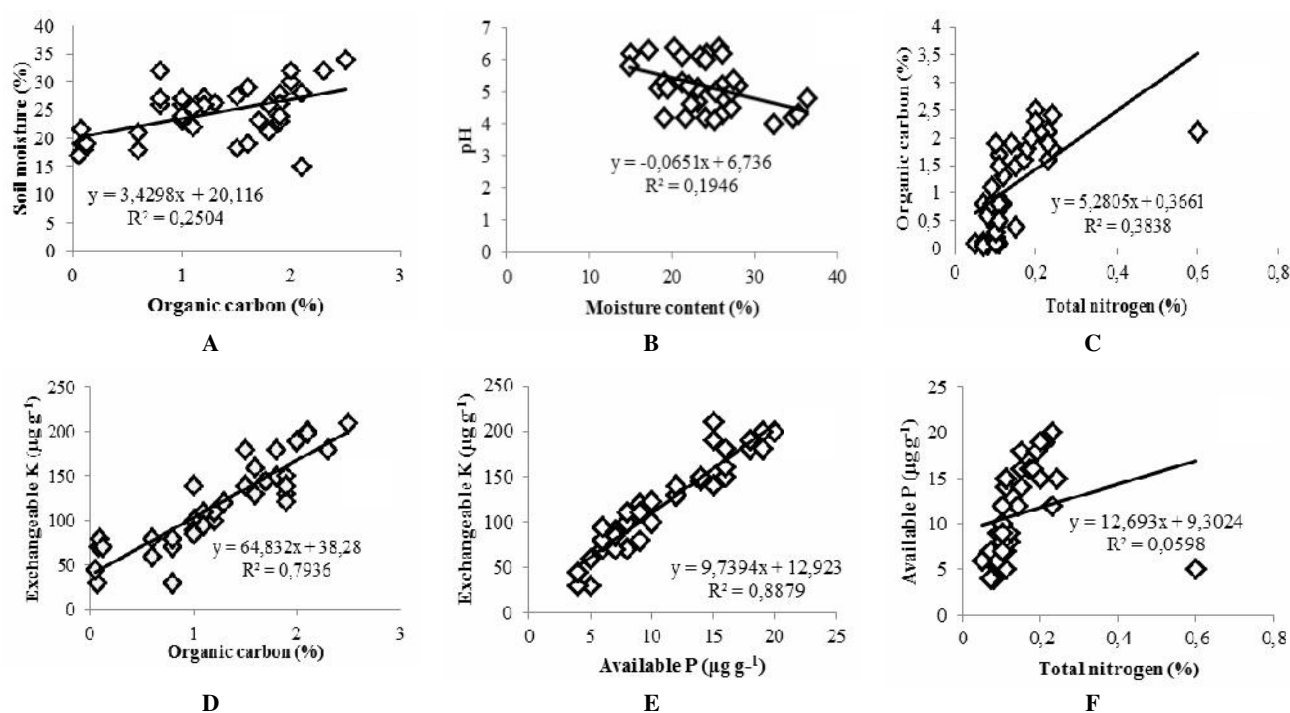 Soil moisture (%)
40
35
30
25
20
15
10
5
0
0
1
2
3
y = 3,4298x + 20,116
R² = 0,2504
Organic carbon (%)
A
pH
7
6
5
4
3
2
1
0
0
10
20
30
40
y = -0,0651x + 6,736
R² = 0,1946
Moisture content (%)
B
Organic carbon (%)
4
3,5
3
2,5
2
1,5
1
0,5
0
0
0,2
0,4
0,6
0,8
y = 5,2805x + 0,3661
R² = 0,3838
Total nitrogen (%)
C
Exchangeable K (µg g-¹)
250
200
150
100
50
0
0
1
2
3
y = 64,832x + 38,28
R² = 0,7936
Organic carbon (%)
D
Exchangeable K (µg g-¹)
250
200
150
100
50
0
0
5
10
15
20
25
y = 9,7394x + 12,923
R² = 0,8879
Available P (µg g-¹)
E
Available P (µg g-¹)
25
20
15
10
5
0
0
0,2
0,4
0,6
0,8
y = 12,693x + 9,3024
R² = 0,0598
Total nitrogen (%)
F